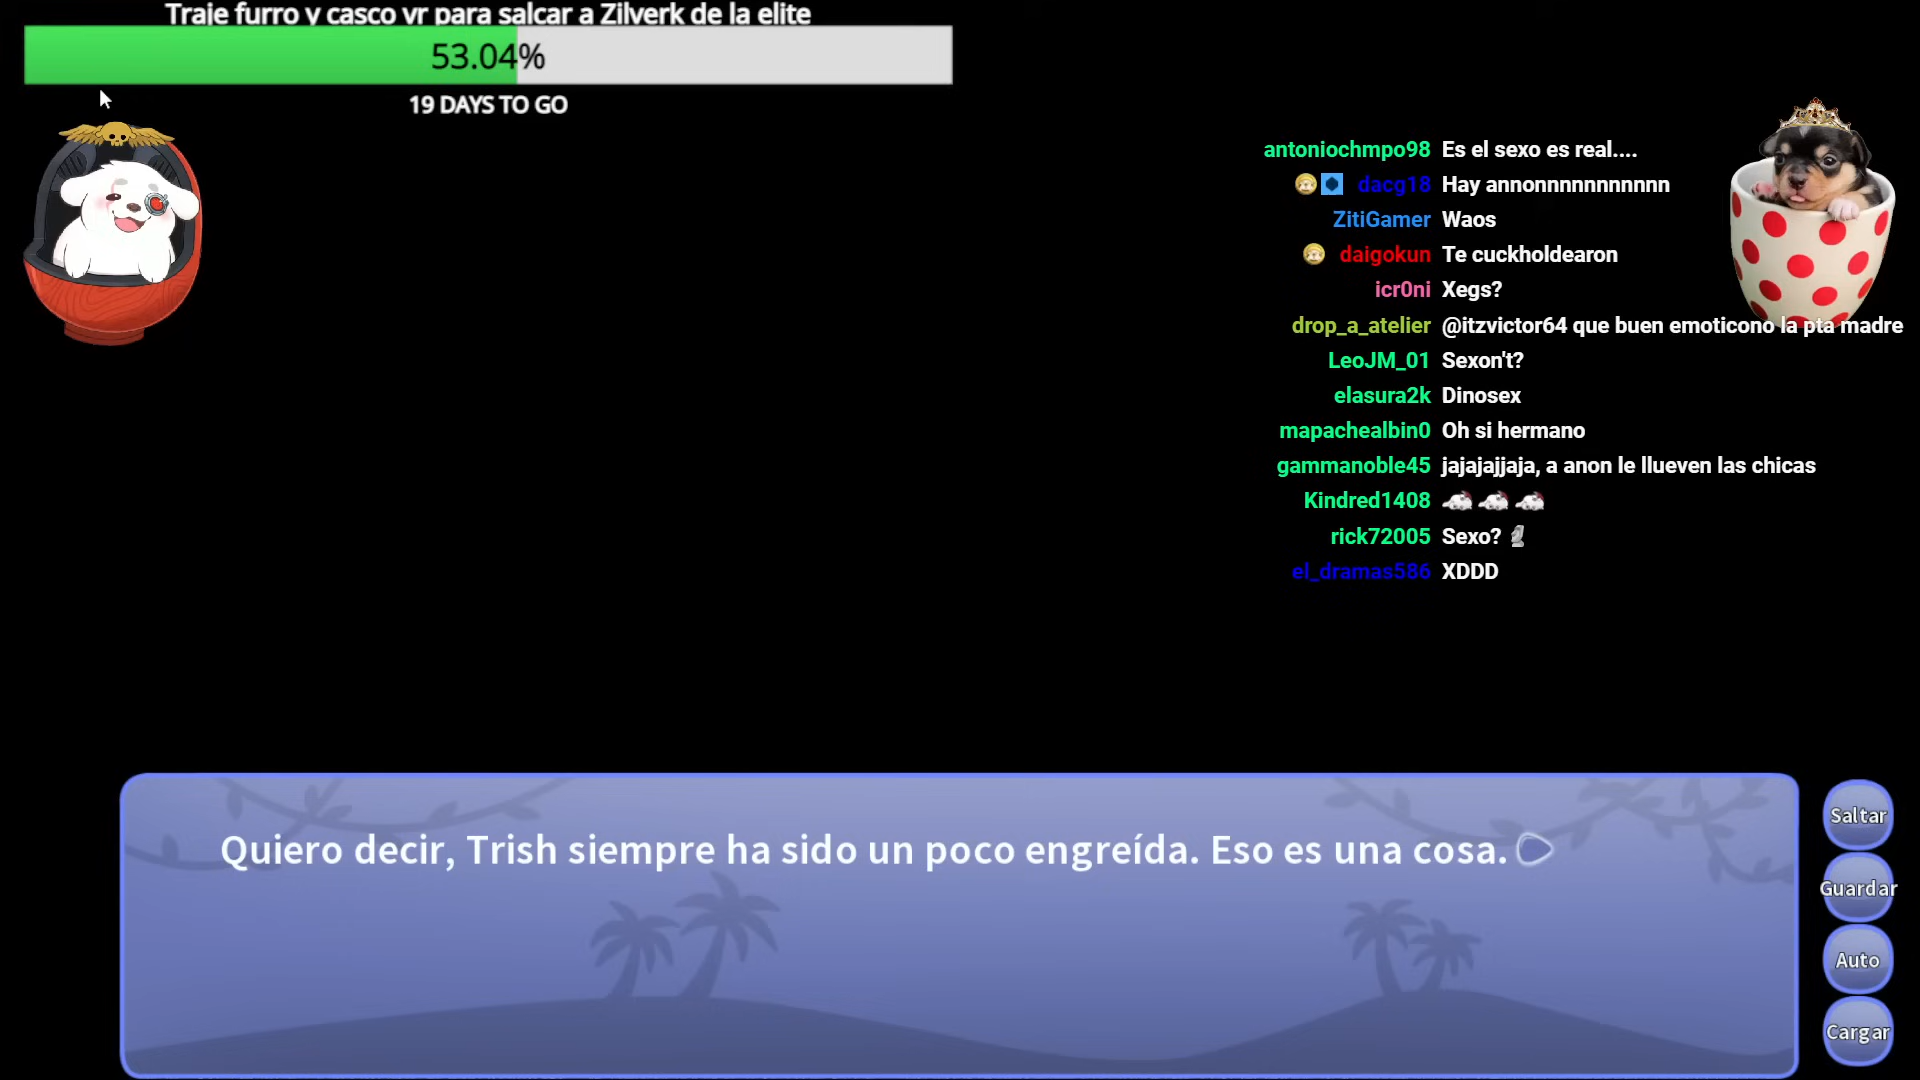 Traje furro y casco vr para salcar a Zilverk de la elite
53.04%
19 DAYS TO GO
antoniochmpo98 Es el sexo es real....
dacg18 Hay annonnnnnnnnnnn
ZitiGamer Waos
daigokun Te cuckholdearon
icr0ni Xegs?
drop_a_atelier @itzvictor64 que buen emoticono la pta madre
LeoJM_01 Sexon't?
elasura2k Dinosex
mapachealbin0 Oh si hermano
gammanoble45 jajajajjaja, a anon le llueven las chicas
Kindred1408
rick72005 Sexo?
el_dramas586 XDDD
Quiero decir, Trish siempre ha sido un poco engreída. Eso es una cosa.
Saltar
Guardar
Auto
Cargar